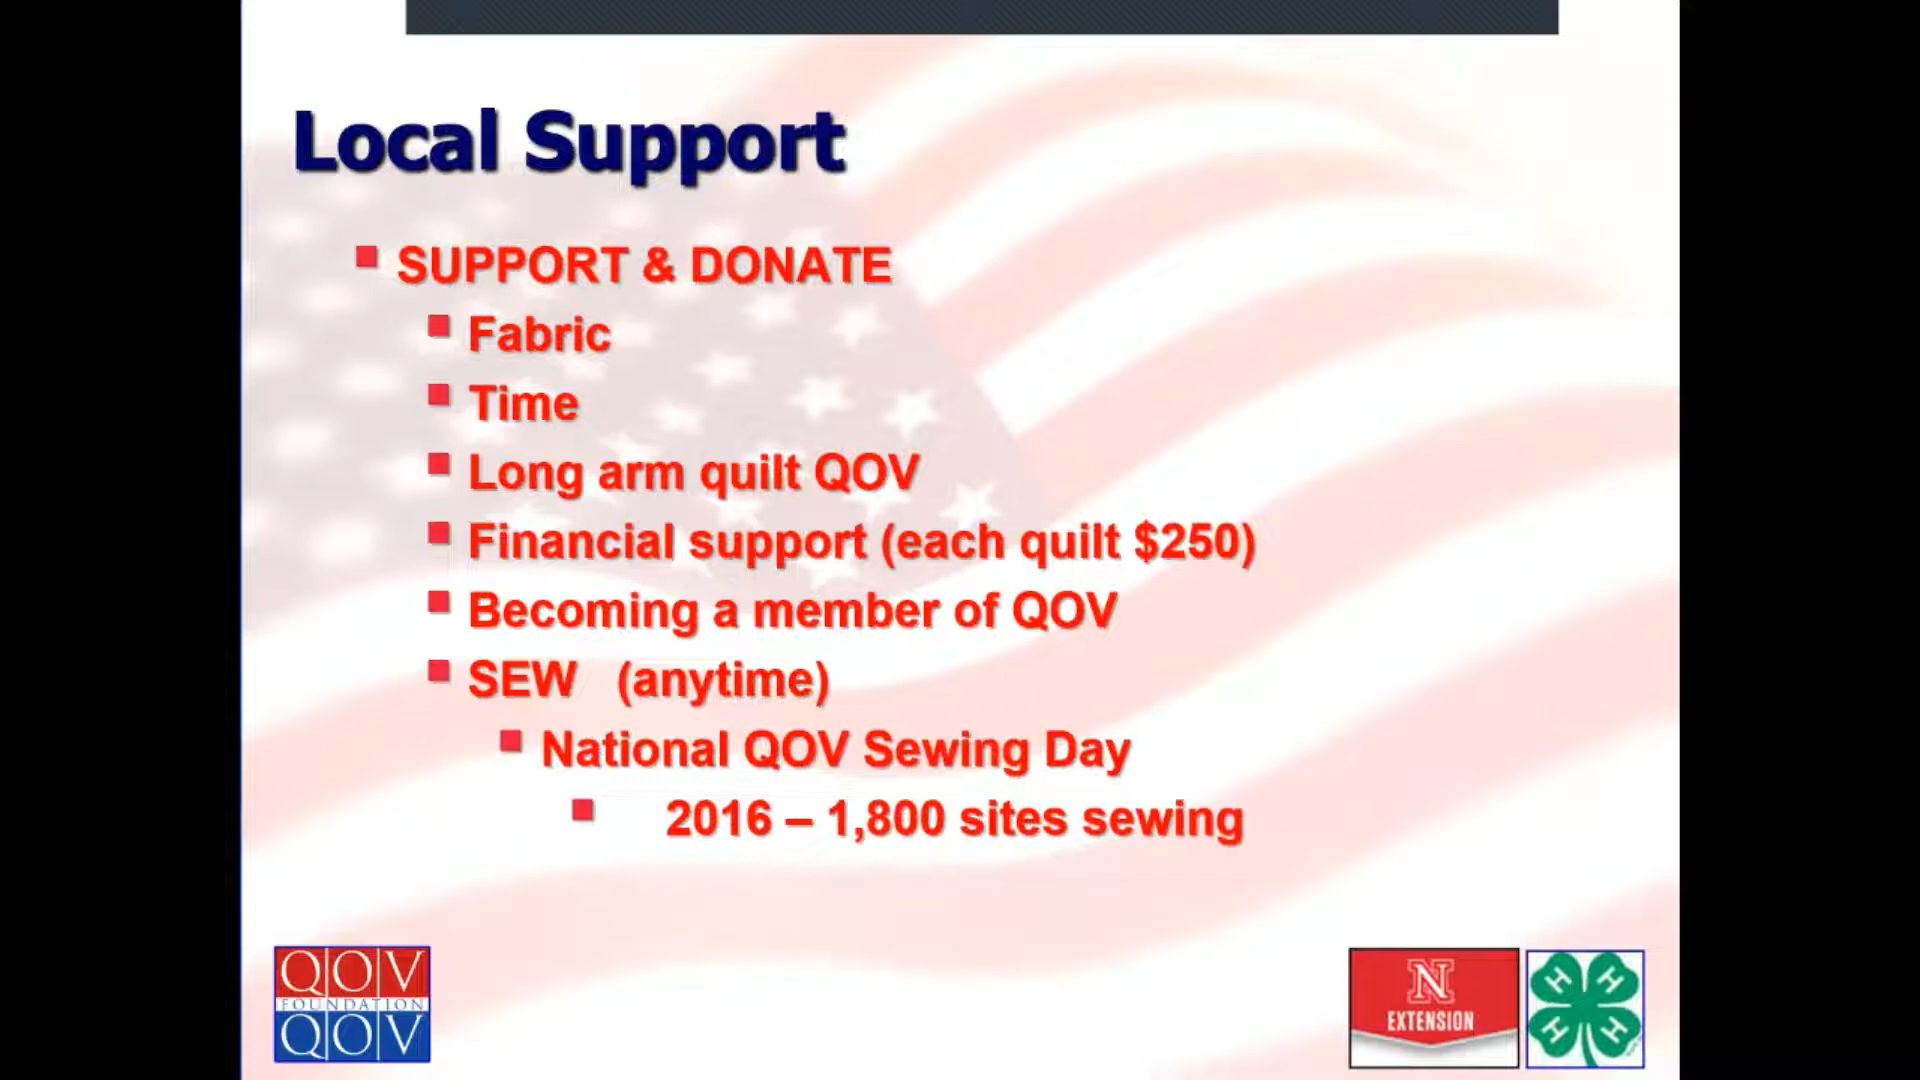 Local Support
SUPPORT & DONATE
Fabric
Time
Long arm quilt QOV
Financial support (each quilt $250)
Becoming a member of QOV
SEW (anytime)
National QOV Sewing Day
2016 – 1,800 sites sewing
QOV
FOUNDATION
QOV
N
EXTENSION
H H
H H